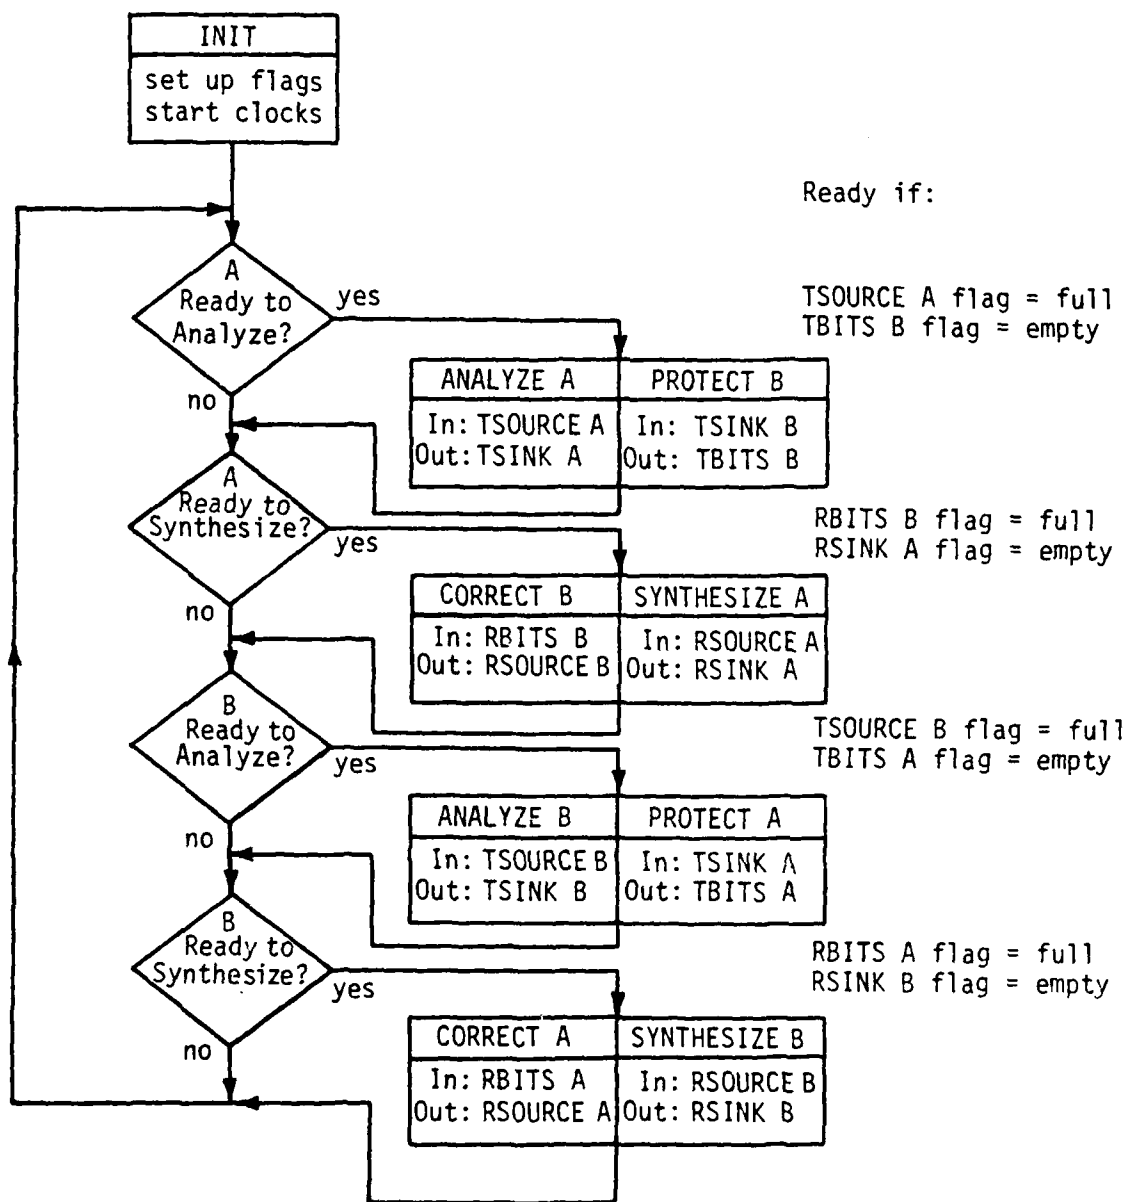 INIT
set up flags
start clocks
Ready if:
A
Ready to
Analyze?
yes
no
TSOURCE A flag = full
TBITS B flag = empty
ANALYZE A
In: TSOURCE A
Out: TSINK A
PROTECT B
In: TSINK B
Out: TBITS B
A
Ready to
Synthesize?
yes
no
RBITS B flag = full
RSINK A flag = empty
CORRECT B
In: RBITS B
Out: RSOURCE B
SYNTHESIZE A
In: RSOURCE A
Out: RSINK A
B
Ready to
Analyze?
yes
no
TSOURCE B flag = full
TBITS A flag = empty
ANALYZE B
In: TSOURCE B
Out: TSINK B
PROTECT A
In: TSINK A
Out: TBITS A
B
Ready to
Synthesize?
yes
no
RBITS A flag = full
RSINK B flag = empty
CORRECT A
In: RBITS A
Out: RSOURCE A
SYNTHESIZE B
In: RSOURCE B
Out: RSINK B